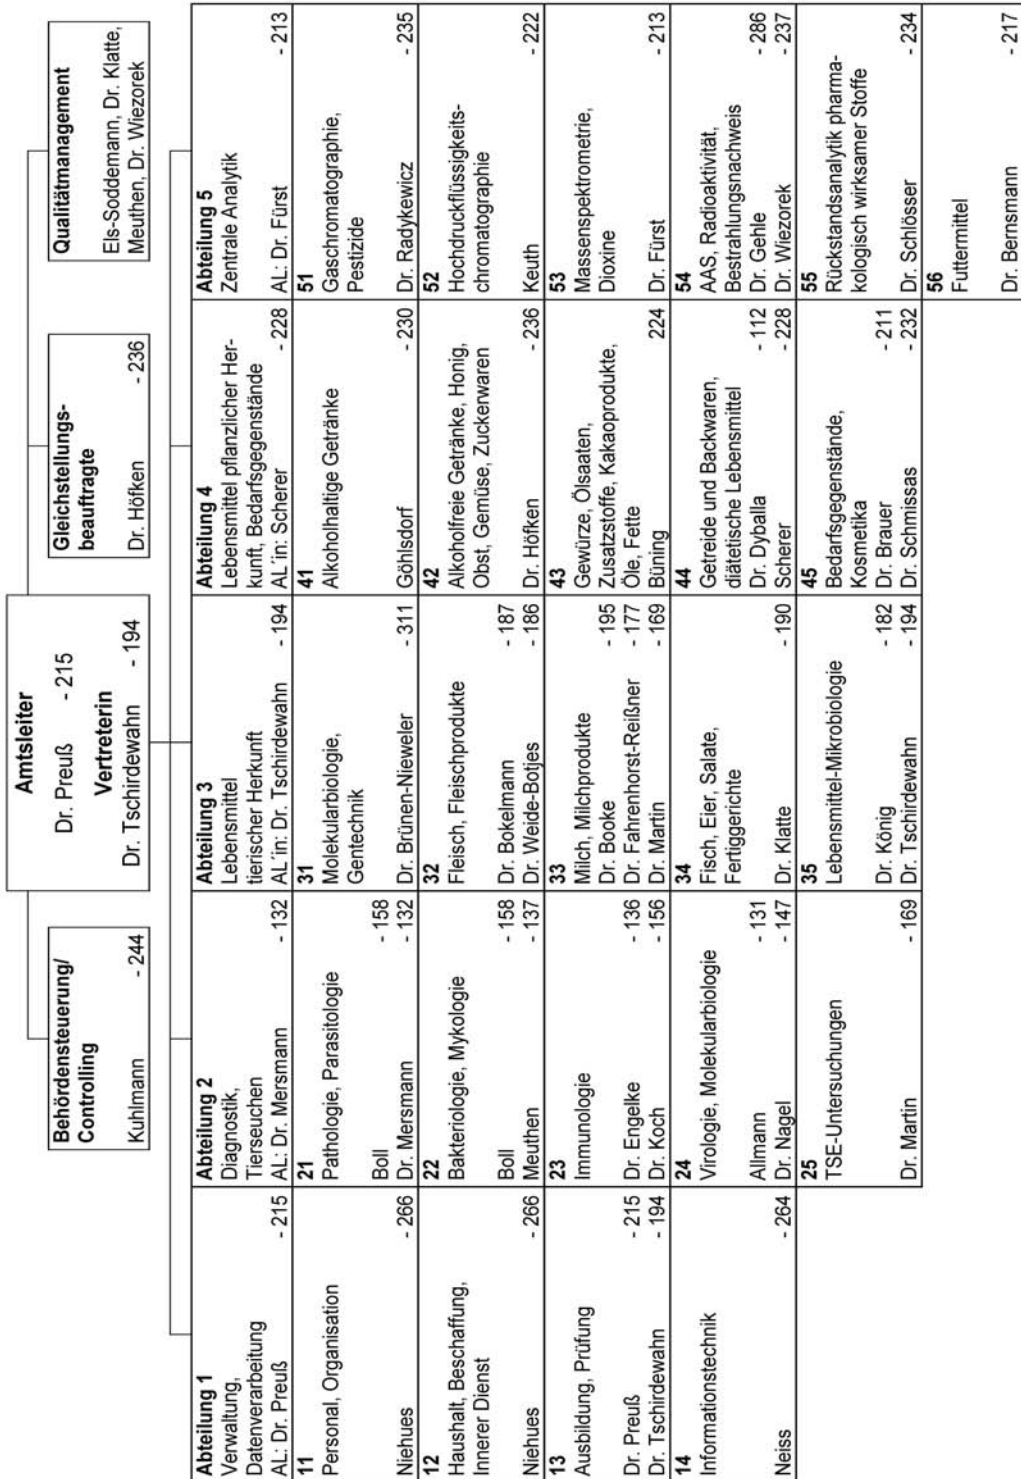 Amtsleiter
Dr. Preuß - 215
Vertreterin
Dr. Tschirdewahn - 194
Behördensteuerung/
Controlling
Kuhlmann - 244
Gleichstellungs-
beauftragte
Dr. Höfken - 236
Qualitätmanagement
Els-Soddemann, Dr. Klatte,
Meuthen, Dr. Wiezorek
Abteilung 1
Verwaltung,
Datenverarbeitung
AL: Dr. Preuß - 215
11
Personal, Organisation
Niehues - 266
12
Haushalt, Beschaffung,
Innerer Dienst
Niehues - 266
13
Ausbildung, Prüfung
Dr. Preuß - 215
Dr. Tschirdewahn - 194
14
Informationstechnik
Neiss - 264
Abteilung 2
Diagnostik,
Tierseuchen
AL: Dr. Mersmann - 132
21
Pathologie, Parasitologie
Boll - 158
Dr. Mersmann - 132
22
Bakteriologie, Mykologie
Boll - 158
Meuthen - 137
23
Immunologie
Dr. Engelke - 136
Dr. Koch - 156
24
Virologie, Molekularbiologie
Allmann - 131
Dr. Nagel - 147
25
TSE-Untersuchungen
Dr. Martin - 169
Abteilung 3
Lebensmittel
tierischer Herkunft
AL´in: Dr. Tschirdewahn - 194
31
Molekularbiologie,
Gentechnik
Dr. Brünen-Nieweler - 311
32
Fleisch, Fleischprodukte
Dr. Bokelmann - 187
Dr. Weide-Botjes - 186
33
Milch, Milchprodukte
Dr. Booke - 195
Dr. Fahrenhorst-Reißner - 177
Dr. Martin - 169
34
Fisch, Eier, Salate,
Fertiggerichte
Dr. Klatte - 190
35
Lebensmittel-Mikrobiologie
Dr. König - 182
Dr. Tschirdewahn - 194
Abteilung 4
Lebensmittel pflanzlicher Her-
kunft, Bedarfsgegenstände
AL´in: Scherer - 228
41
Alkoholhaltige Getränke
Göhlsdorf - 230
42
Alkoholfreie Getränke, Honig,
Obst, Gemüse, Zuckerwaren
Dr. Höfken - 236
43
Gewürze, Ölsaaten,
Zusatzstoffe, Kakaoprodukte,
Öle, Fette
Büning 224
44
Getreide und Backwaren,
diätetische Lebensmittel
Dr. Dyballa - 112
Scherer - 228
45
Bedarfsgegenstände,
Kosmetika
Dr. Brauer - 211
Dr. Schmissas - 232
Abteilung 5
Zentrale Analytik
AL: Dr. Fürst - 213
51
Gaschromatographie,
Pestizide
Dr. Radykewicz - 235
52
Hochdruckflüssigkeits-
chromatographie
Keuth - 222
53
Massenspektrometrie,
Dioxine
Dr. Fürst - 213
54
AAS, Radioaktivität,
Bestrahlungsnachweis
Dr. Gehle - 286
Dr. Wiezorek - 237
55
Rückstandsanalytik pharma-
kologisch wirksamer Stoffe
Dr. Schlösser - 234
56
Futtermittel
Dr. Bernsmann - 217